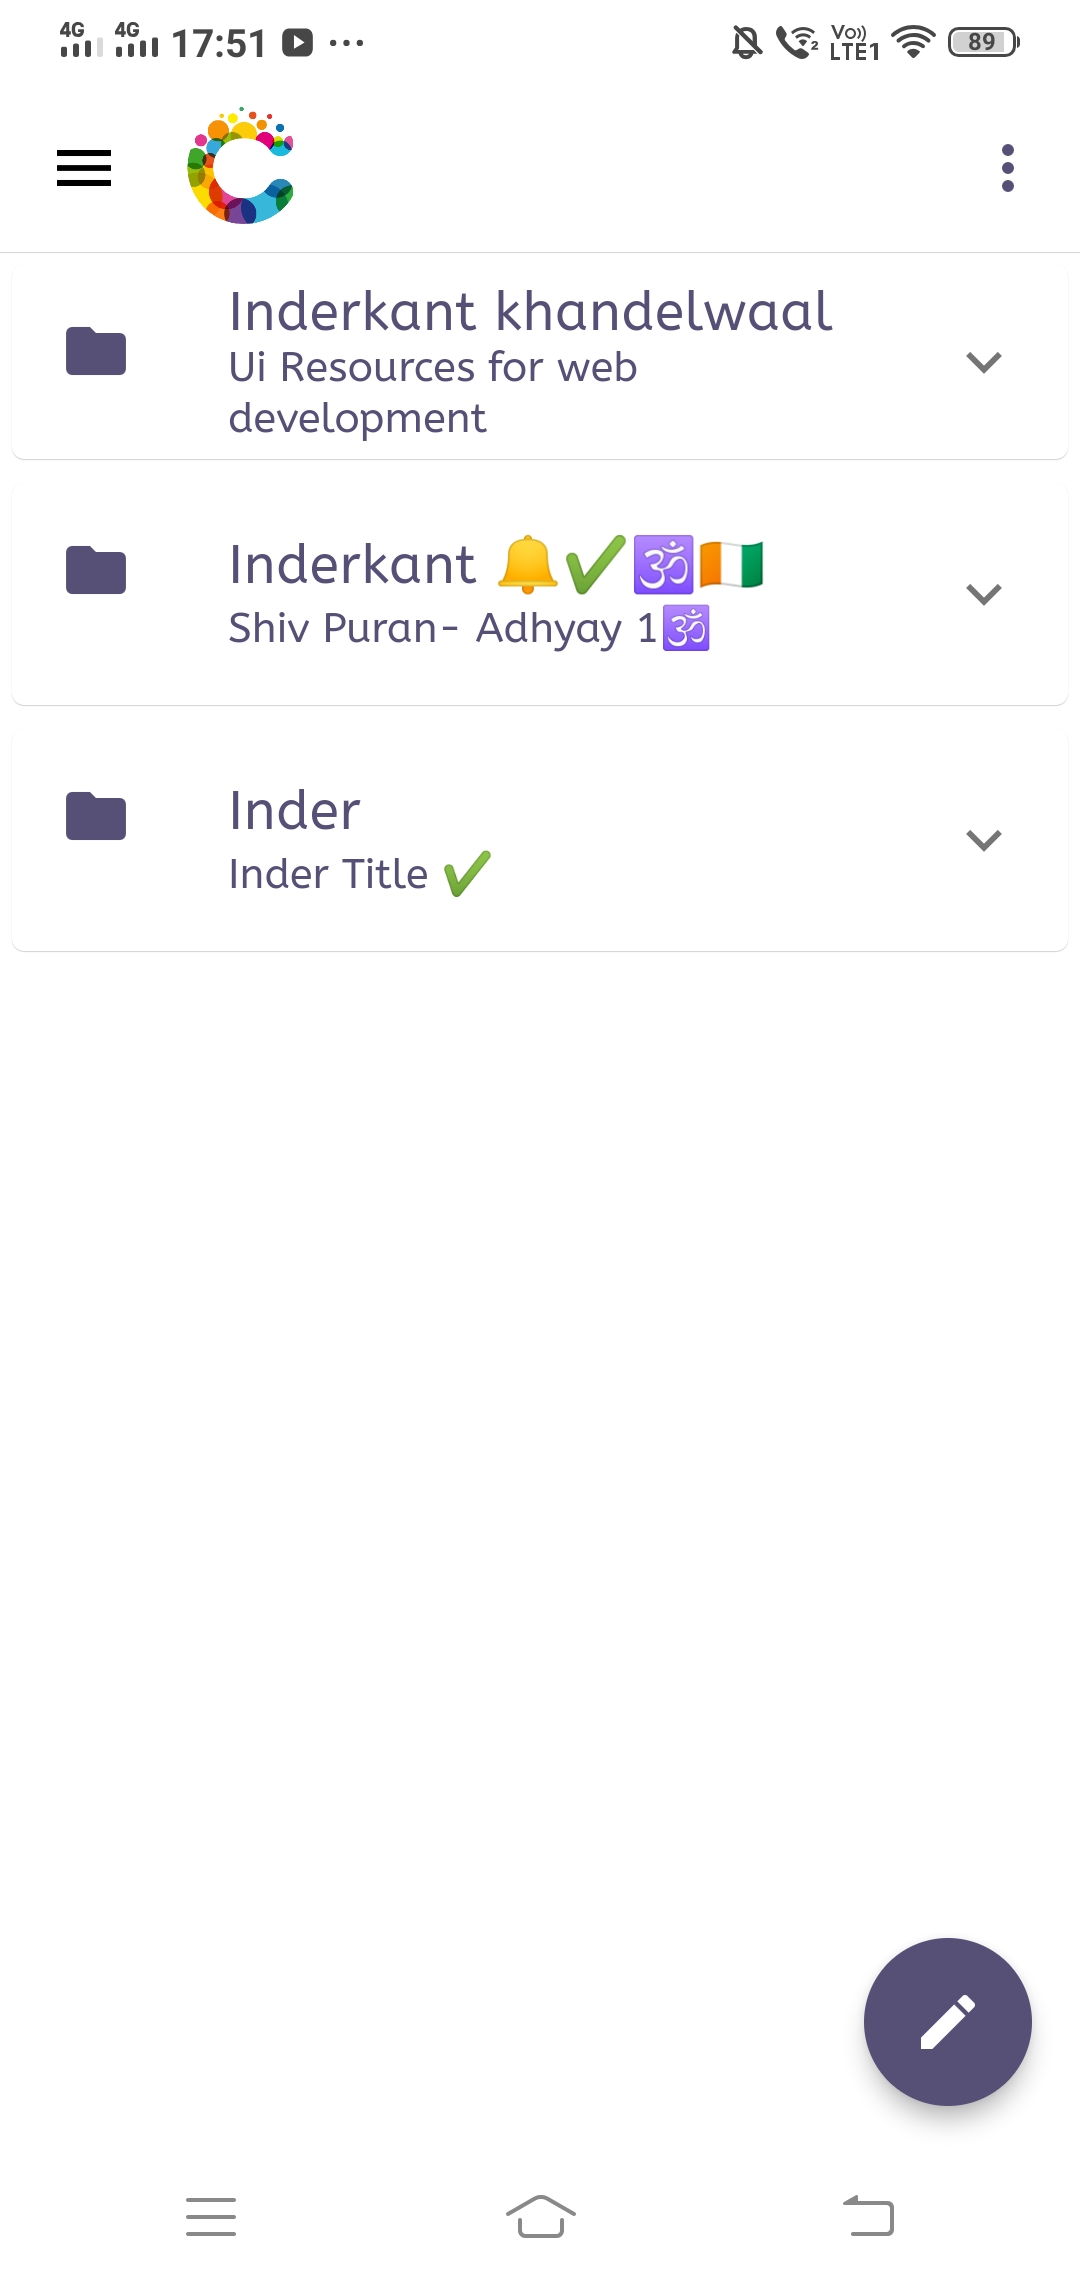 4G 4G 17:51 Vo)) LTE1 2 89
Inderkant khandelwaal
Ui Resources for web
development
Inderkant 🔔✔🕉🇨🇮
Shiv Puran- Adhyay 1🕉
Inder
Inder Title ✔